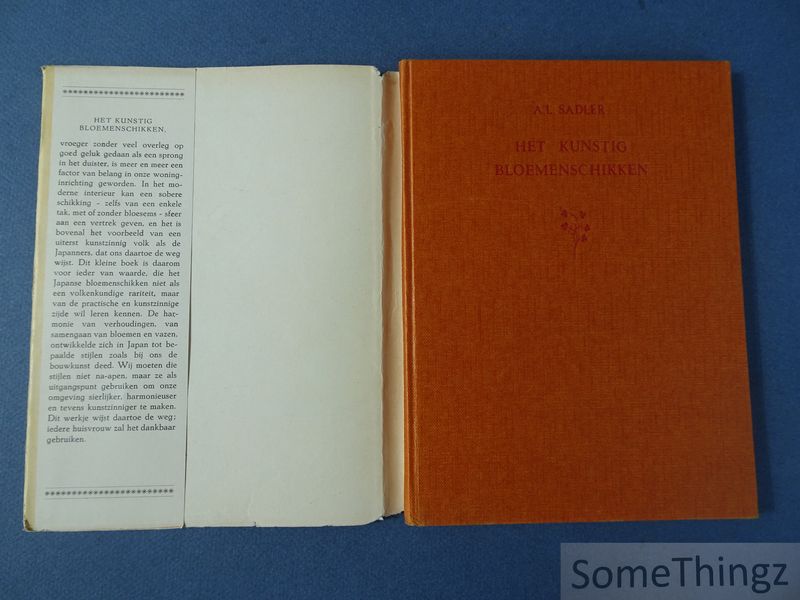 HET KUNSTIG
BLOEMENSCHIKKEN,
vroeger zonder veel overleg op
goed geluk gedaan als een sprong
in het duister, is meer en meer een
factor van belang in onze woning-
inrichting geworden. In het mo-
derne interieur kan een sobere
schikking - zelfs van een enkele
tak, met of zonder bloesems - sfeer
aan een vertrek geven, en het is
bovenal het voorbeeld van een
uiterst kunstzinnig volk als de
Japanners, dat ons daartoe de weg
wijst. Dit kleine boek is daarom
voor ieder van waarde, die het
Japanse bloemenschikken niet als
een volkenkundige rariteit, maar
van de practische en kunstzinnige
zijde wil leren kennen. De har-
monie van verhoudingen, van
samengaan van bloemen en vazen,
ontwikkelde zich in Japan tot be-
paalde stijlen zoals bij ons de
bouwkunst deed. Wij moeten die
stijlen niet na-apen, maar ze als
uitgangspunt gebruiken om onze
omgeving sierlijker, harmonieuser
en tevens kunstzinniger te maken.
Dit werkje wijst daartoe de weg;
iedere huisvrouw zal het dankbaar
gebruiken.
A.L. SADLER
HET KUNSTIG
BLOEMENSCHIKKEN
SomeThingz